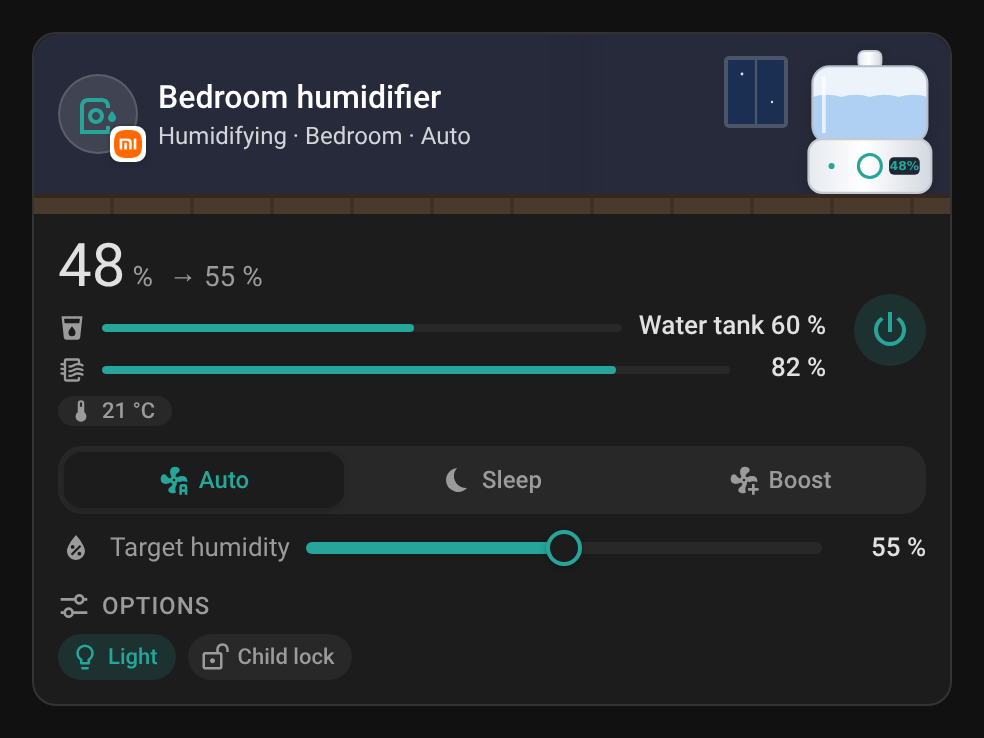 Bedroom humidifier
Humidifying · Bedroom · Auto
mi
48%
48 % → 55 %
Water tank 60 %
82 %
21 °C
Auto Sleep Boost
Target humidity 55 %
OPTIONS
Light Child lock